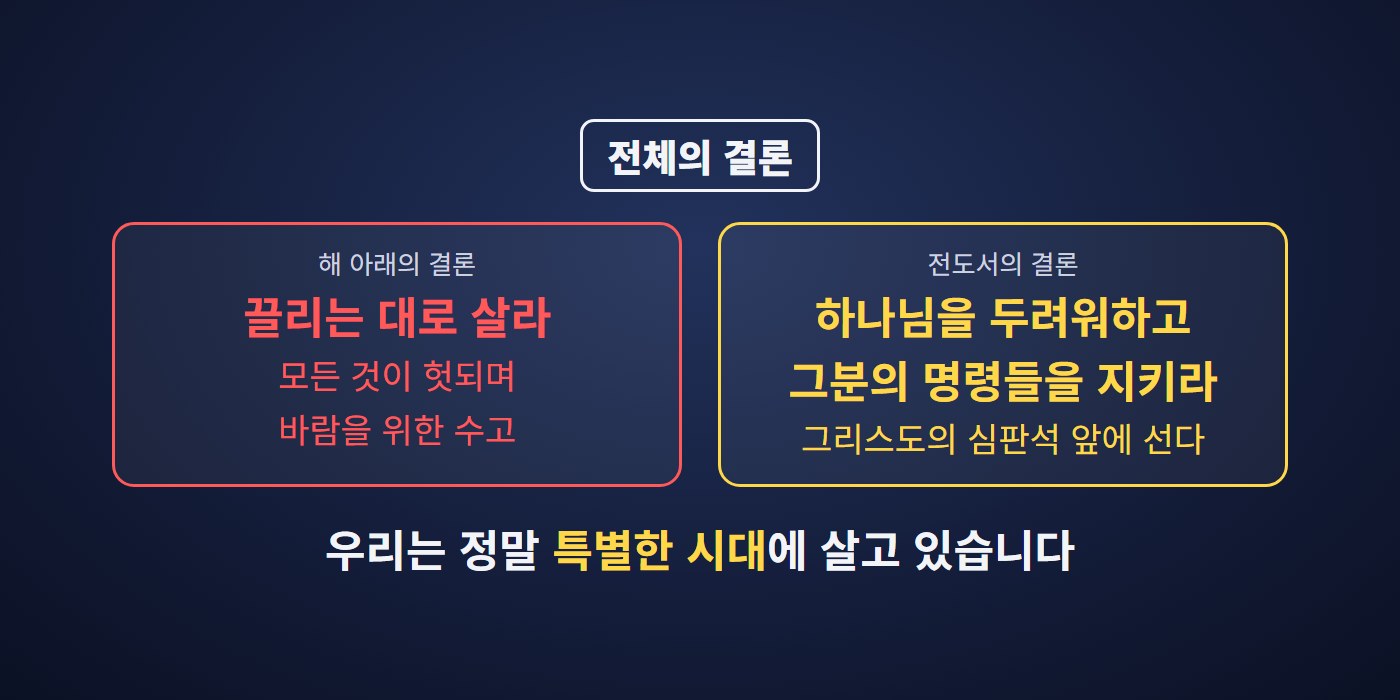 전체의 결론
해 아래의 결론
끌리는 대로 살라
모든 것이 헛되며
바람을 위한 수고
전도서의 결론
하나님을 두려워하고
그분의 명령들을 지키라
그리스도의 심판석 앞에 선다
우리는 정말 특별한 시대에 살고 있습니다